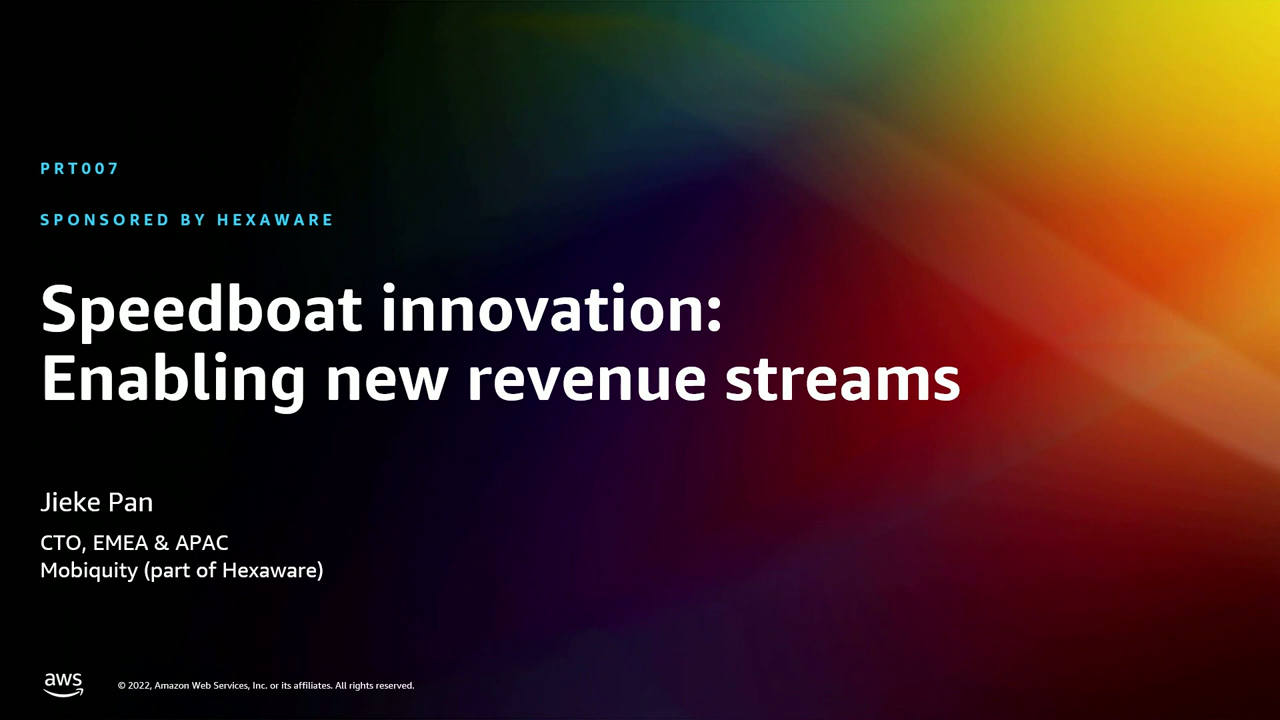 PRT007
SPONSORED BY HEXAWARE
Speedboat innovation:
Enabling new revenue streams
Jieke Pan
CTO, EMEA & APAC
Mobiquity (part of Hexaware)
aws
© 2022, Amazon Web Services, Inc. or its affiliates. All rights reserved.